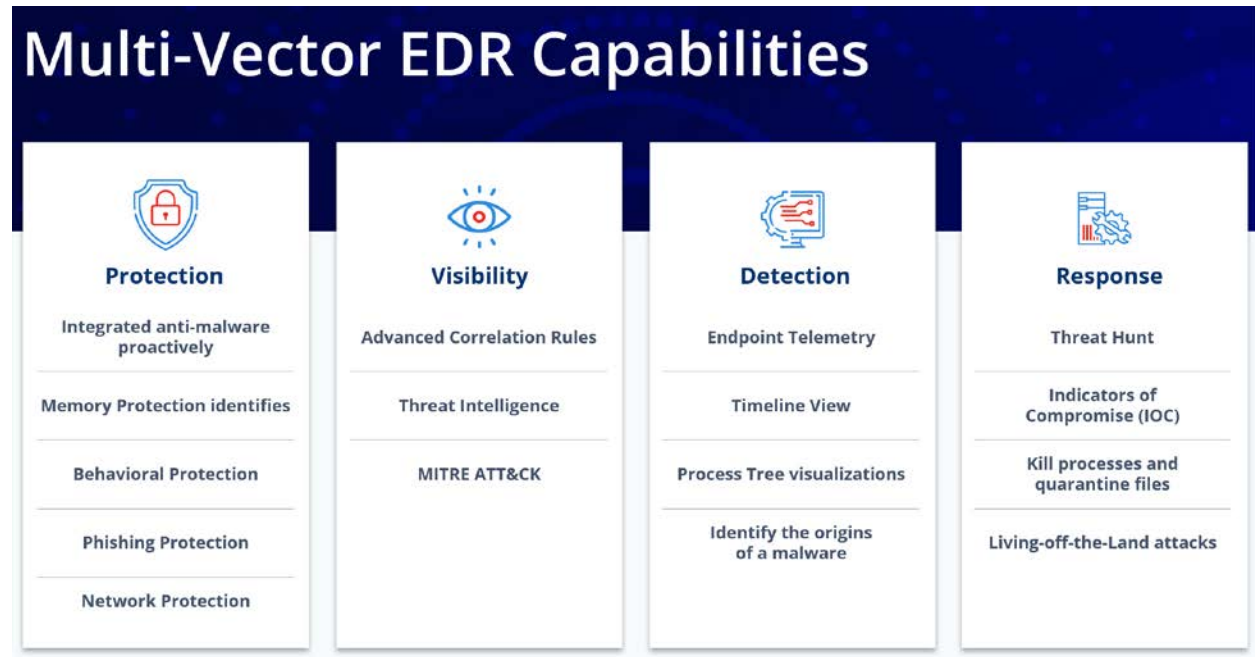 Multi-Vector EDR Capabilities
Protection
Integrated anti-malware
proactively
Memory Protection identifies
Behavioral Protection
Phishing Protection
Network Protection
Visibility
Advanced Correlation Rules
Threat Intelligence
MITRE ATT&CK
Detection
Endpoint Telemetry
Timeline View
Process Tree visualizations
Identify the origins
of a malware
Response
Threat Hunt
Indicators of
Compromise (IOC)
Kill processes and
quarantine files
Living-off-the-Land attacks